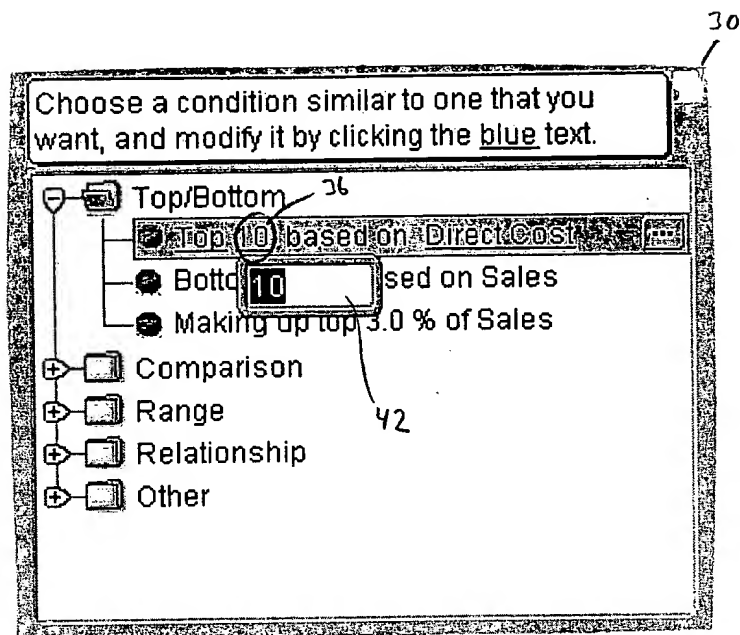 30
Choose a condition similar to one that you
want, and modify it by clicking the blue text.
Top/Bottom
36
Top 10 based on Direct Cost
10
sed on Sales
Making up top 3.0 % of Sales
Comparison
42
Range
Relationship
Other